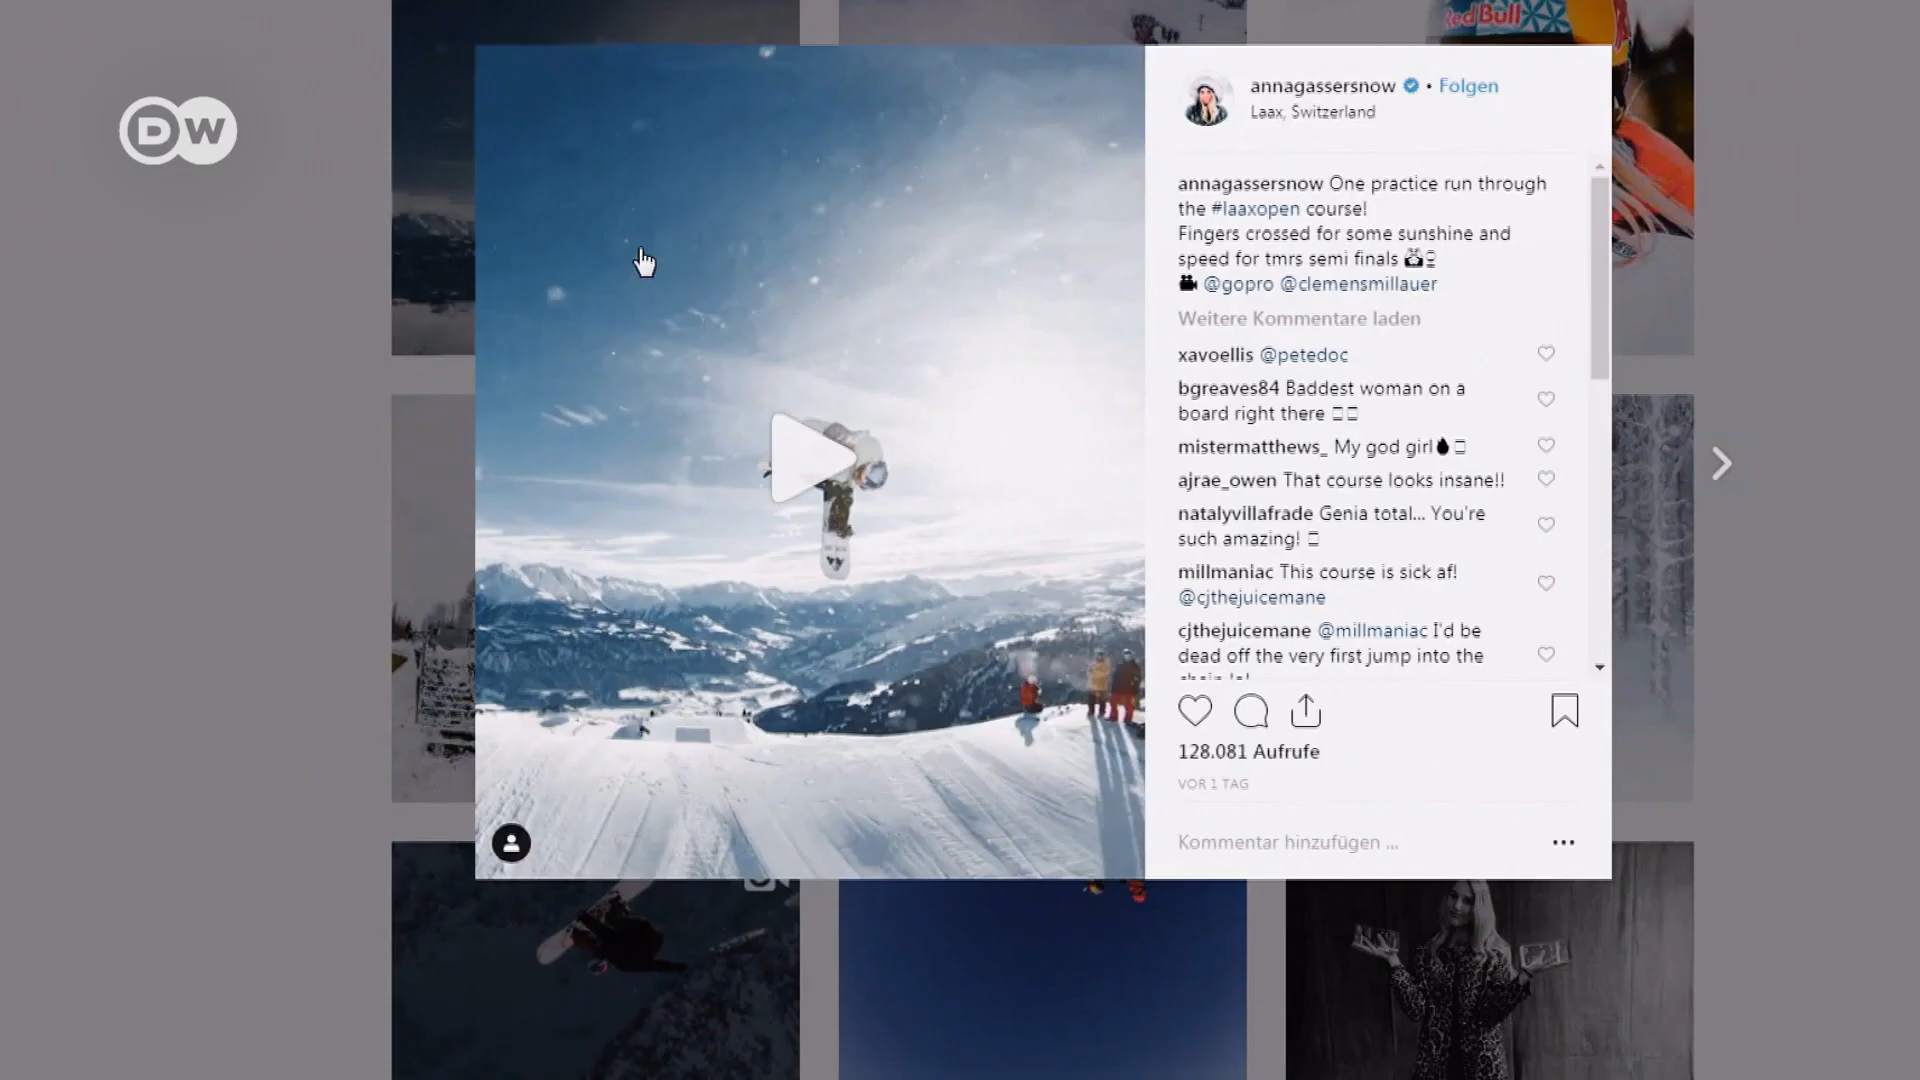 Red Bull
DW
annagassersnow • Folgen
Laax, Switzerland
annagassersnow One practice run through
the #laaxopen course!
Fingers crossed for some sunshine and
speed for tmrs semi finals
@gopro @clemensmillauer
Weitere Kommentare laden
xavoellis @petedoc
bgreaves84 Baddest woman on a
board right there
mistermatthews_ My god girl
ajrae_owen That course looks insane!!
natalyvillafrade Genia total... You're
such amazing!
millmaniac This course is sick af!
@cjthejuicemane
cjthejuicemane @millmaniac I'd be
dead off the very first jump into the
128.081 Aufrufe
VOR 1 TAG
Kommentar hinzufügen ...